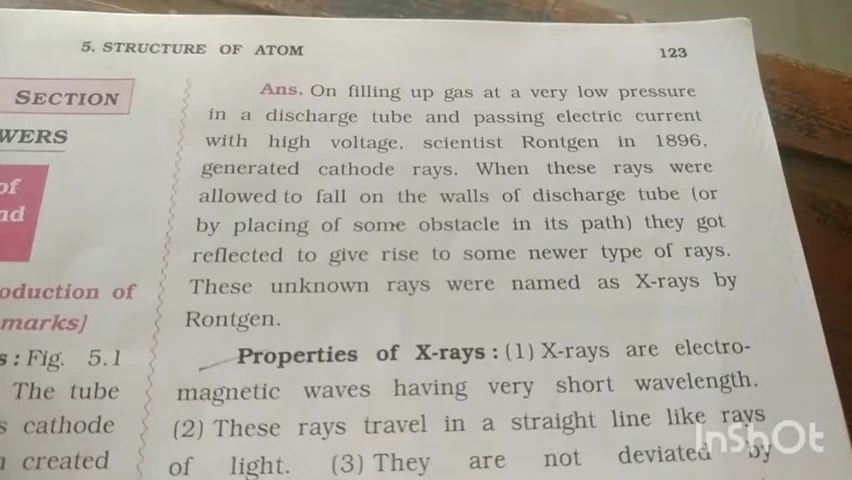 5. STRUCTURE OF ATOM
123
SECTION
WERS
of
nd
oduction of
marks]
s : Fig. 5.1
The tube
s cathode
created
Ans. On filling up gas at a very low pressure
in a discharge tube and passing electric current
with high voltage, scientist Rontgen in 1896,
generated cathode rays. When these rays were
allowed to fall on the walls of discharge tube (or
by placing of some obstacle in its path) they got
reflected to give rise to some newer type of rays.
These unknown rays were named as X-rays by
Rontgen.
Properties of X-rays : (1) X-rays are electro-
magnetic waves having very short wavelength.
(2) These rays travel in a straight line like rays
of light. (3) They are not deviated by
InShOt